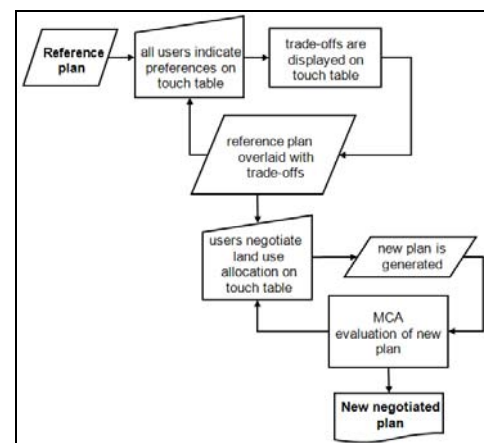 Reference
plan
all users indicate
preferences on
touch table
trade-offs are
displayed on
touch table
reference plan
overlaid with
trade-offs
users negotiate
land use
allocation on
touch table
new plan is
generated
MCA
evaluation of new
plan
New negotiated
plan